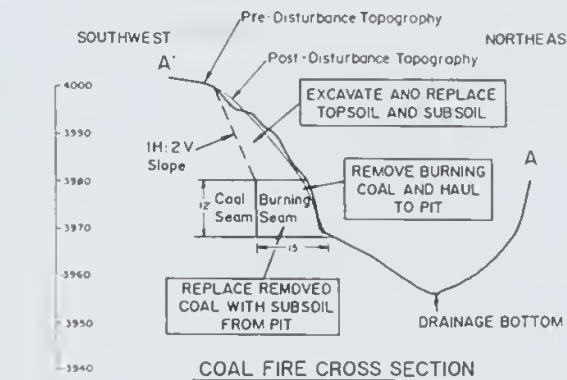 SOUTHWEST
Pre-Disturbance Topography
NORTHEAS
A'
Post-Disturbance Topography
4000
EXCAVATE AND REPLACE
TOPSOIL AND SUBSOIL
3990
1H:2V
Slope
A
3980
REMOVE BURNING
COAL AND HAUL
TO PIT
12'
Coal
Seam
Burning
Seam
3970
15
3960
REPLACE REMOVED
COAL WITH SUBSOIL
FROM PIT
3950
DRAINAGE BOTTOM
3940
COAL FIRE CROSS SECTION